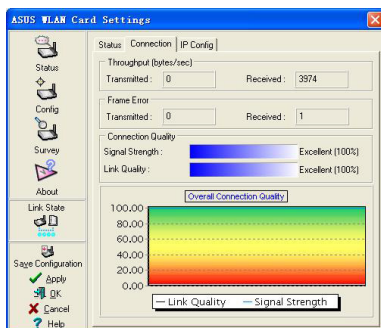 ASUS WLAN Card Settings
Status
Config
Survey
About
Link State
Save Configuration
Apply
OK
Cancel
Help
Status Connection IP Config
Throughput (bytes/sec)
Transmitted : 0 Received : 3974
Frame Error
Transmitted : 0 Received : 1
Connection Quality
Signal Strength : Excellent (100%)
Link Quality : Excellent (100%)
Overall Connection Quality
100.00
80.00
60.00
40.00
20.00
0.00
Link Quality Signal Strength